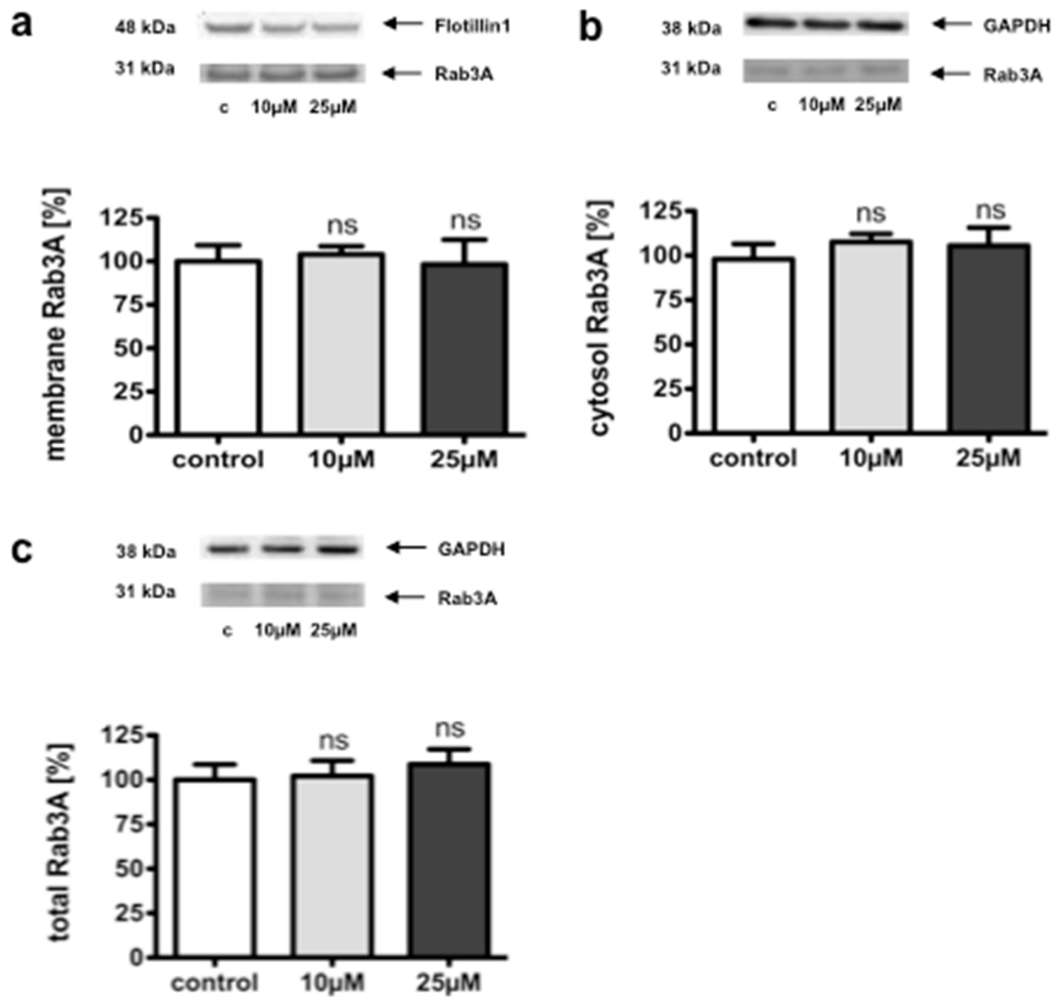 a
48 kDa Flotillin1
31 kDa Rab3A
c 10µM 25µM
membrane Rab3A [%]
125
100
75
50
25
0
ns
ns
control 10µM 25µM
b
38 kDa GAPDH
31 kDa Rab3A
c 10µM 25µM
cytosol Rab3A [%]
125
100
75
50
25
0
ns
ns
control 10µM 25µM
c
38 kDa GAPDH
31 kDa Rab3A
c 10µM 25µM
total Rab3A [%]
125
100
75
50
25
0
ns
ns
control 10µM 25µM